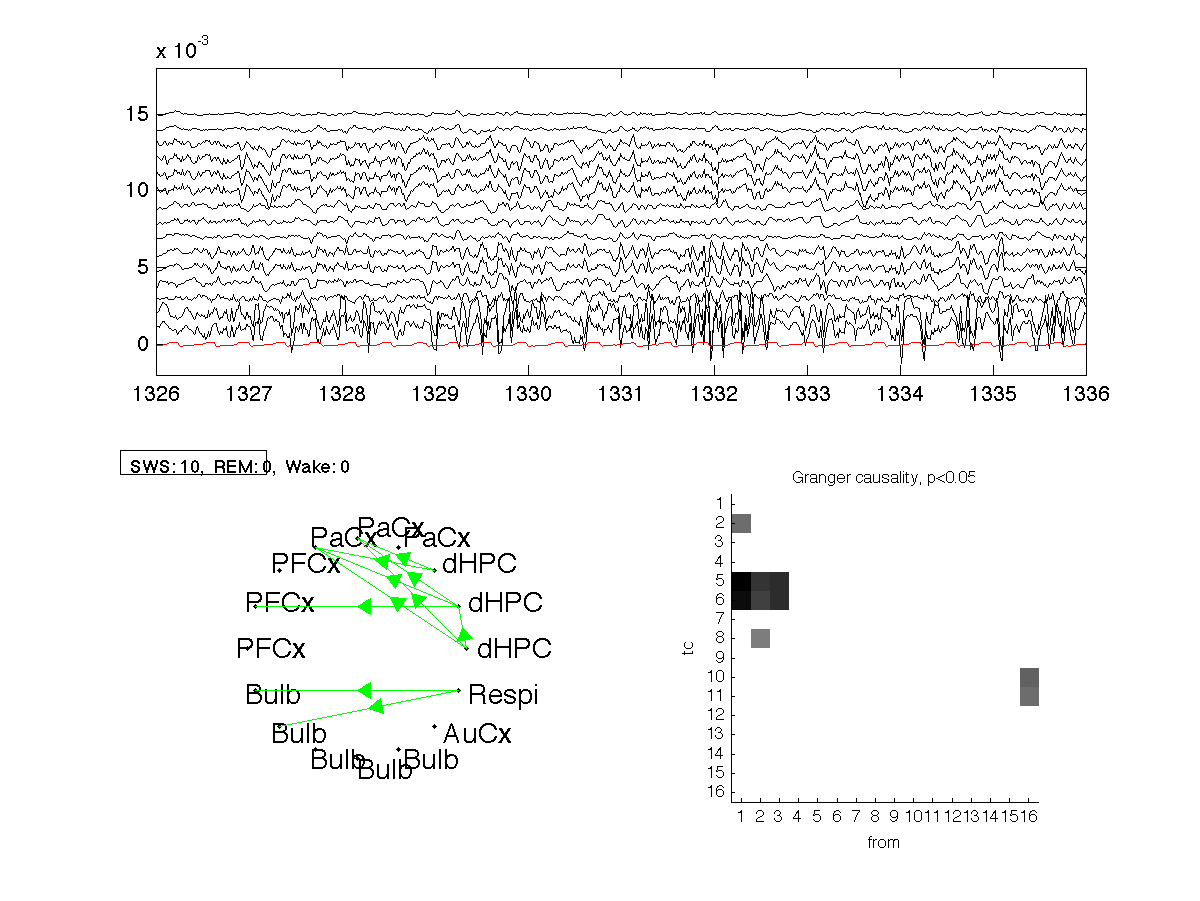 x 10-3
15
10
5
0
1326 1327 1328 1329 1330 1331 1332 1333 1334 1335 1336
SWS:10, REM:0, Wake:0
Granger causality, p<0.05
PaCx
PaCx PaCx
PFCx dHPC
PFCx dHPC
PFCx dHPC
Bulb Respi
Bulb AuCx
Bulb Bulb
Bulb
1
2
3
4
5
6
7
8
9
10
11
12
13
14
15
16
to
1 2 3 4 5 6 7 8 9 10 11 12 13 14 15 16
from